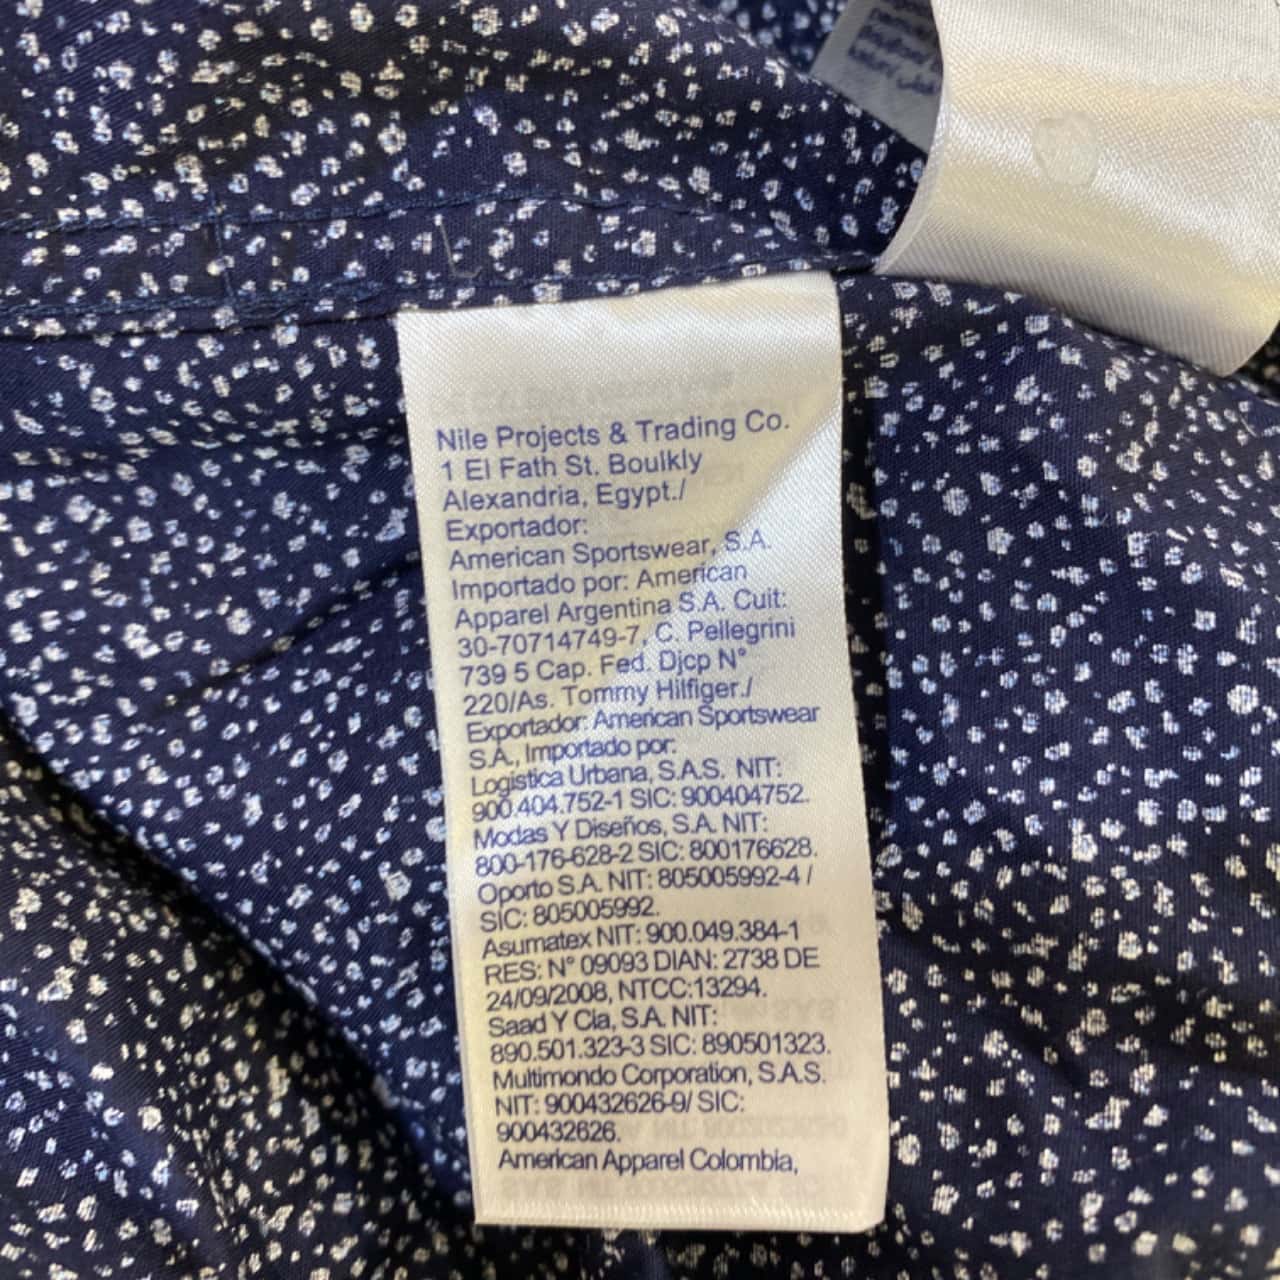 Nile Projects & Trading Co.
1 El Fath St. Boulkly
Alexandria, Egypt./
Exportador:
American Sportswear, S.A.
Importado por: American
Apparel Argentina S.A. Cuit:
30-70714749-7, C. Pellegrini
739 5 Cap. Fed. Djcp N°
220/As. Tommy Hilfiger./
Exportador: American Sportswear
S.A., Importado por:
Logistica Urbana, S.A.S. NIT:
900.404.752-1 SIC: 900404752.
Modas Y Diseños, S.A. NIT:
800-176-628-2 SIC: 800176628.
Oporto S.A. NIT: 805005992-4 /
SIC: 805005992.
Asumatex NIT: 900.049.384-1
RES: N° 09093 DIAN: 2738 DE
24/09/2008, NTCC:13294.
Saad Y Cia, S.A. NIT:
890.501.323-3 SIC: 890501323.
Multimondo Corporation, S.A.S.
NIT: 900432626-9/ SIC:
900432626.
American Apparel Colombia,